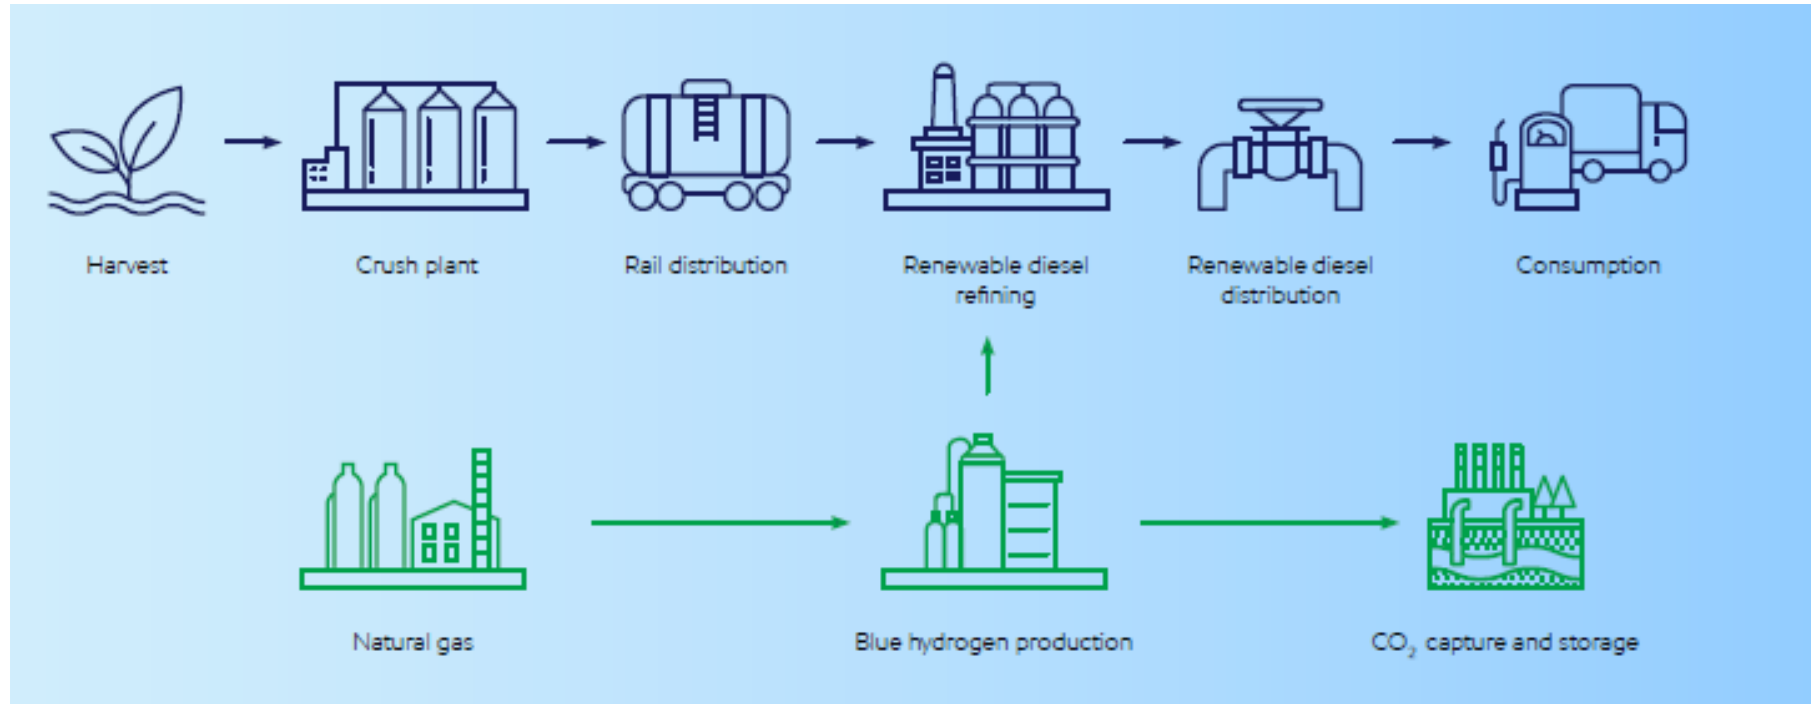 Harvest
Crush plant
Rail distribution
Renewable diesel
refining
Renewable diesel
distribution
Consumption
Natural gas
Blue hydrogen production
CO₂ capture and storage